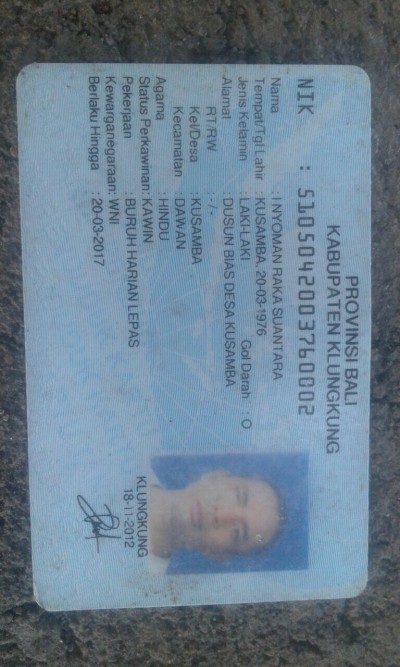 PROVINSI BALI
KABUPATEN KLUNGKUNG
NIK : 5105042003760002
Nama : I NYOMAN RAKA SUANTARA
Tempat/Tgl Lahir : KUSAMBA, 20-03-1976
Jenis Kelamin : LAKI-LAKI Gol Darah : O
Alamat : DUSUN BIAS DESA KUSAMBA
RT/RW : -/-
Kel/Desa : KUSAMBA
Kecamatan : DAWAN
Agama : HINDU
Status Perkawinan: KAWIN
Pekerjaan : BURUH HARIAN LEPAS
Kewarganegaraan: WNI
Berlaku Hingga : 20-03-2017
KLUNGKUNG
18-11-2012